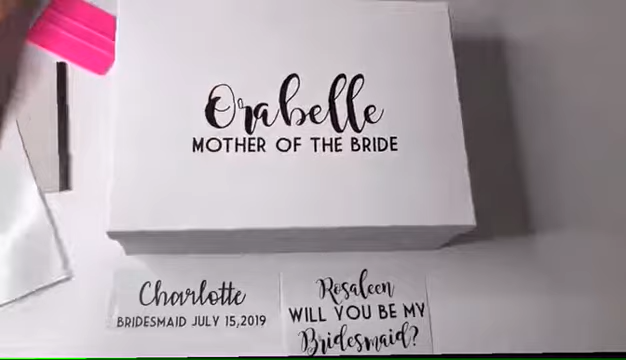 Orabelle
MOTHER OF THE BRIDE
Charlotte
BRIDESMAID JULY 15,2019
Rosaleen
WILL YOU BE MY
Bridesmaid?